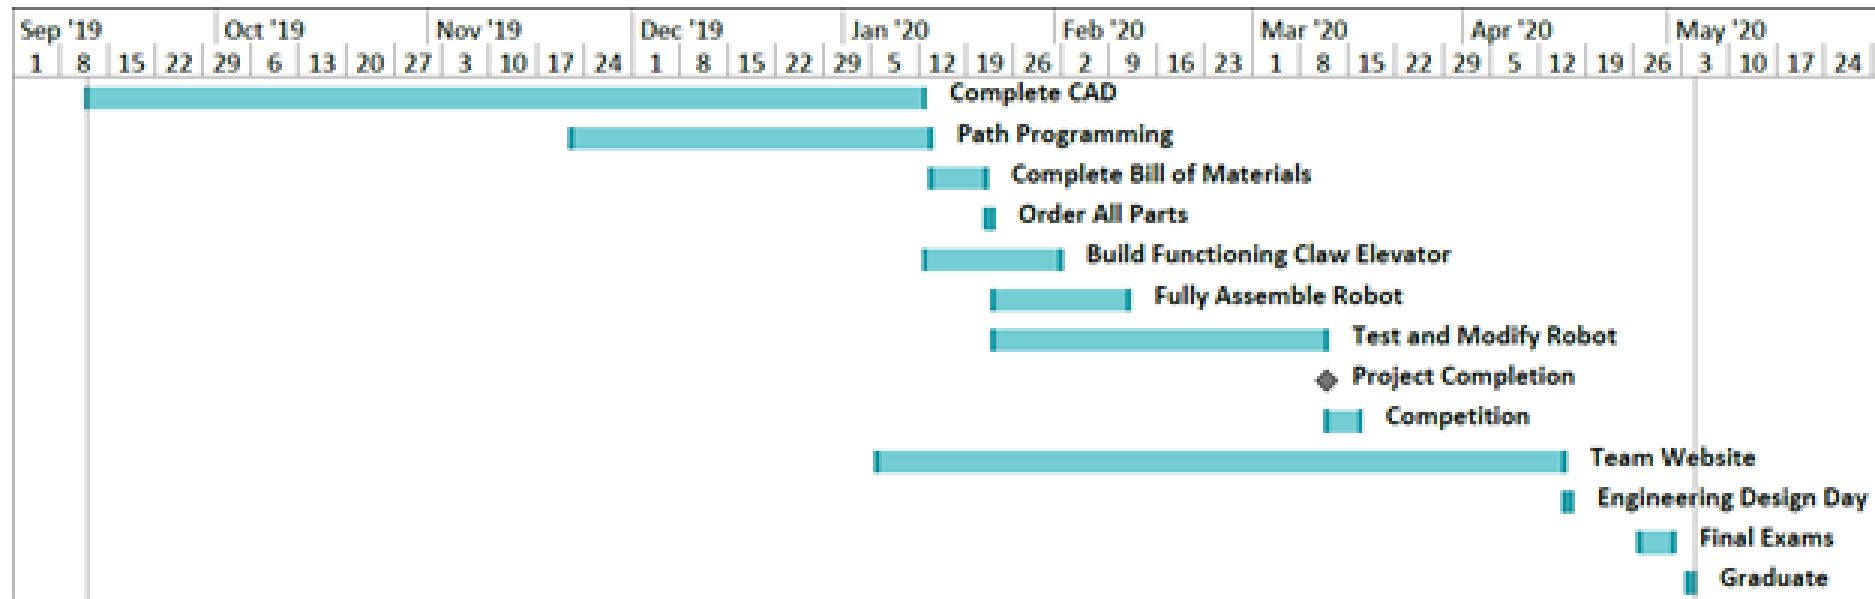 Sep '19 Oct '19 Nov '19 Dec '19 Jan '20 Feb '20 Mar '20 Apr '20 May '20
1 8 15 22 29 6 13 20 27 3 10 17 24 1 8 15 22 29 5 12 19 26 2 9 16 23 1 8 15 22 29 5 12 19 26 3 10 17 24
Complete CAD
Path Programming
Complete Bill of Materials
Order All Parts
Build Functioning Claw Elevator
Fully Assemble Robot
Test and Modify Robot
Project Completion
Competition
Team Website
Engineering Design Day
Final Exams
Graduate